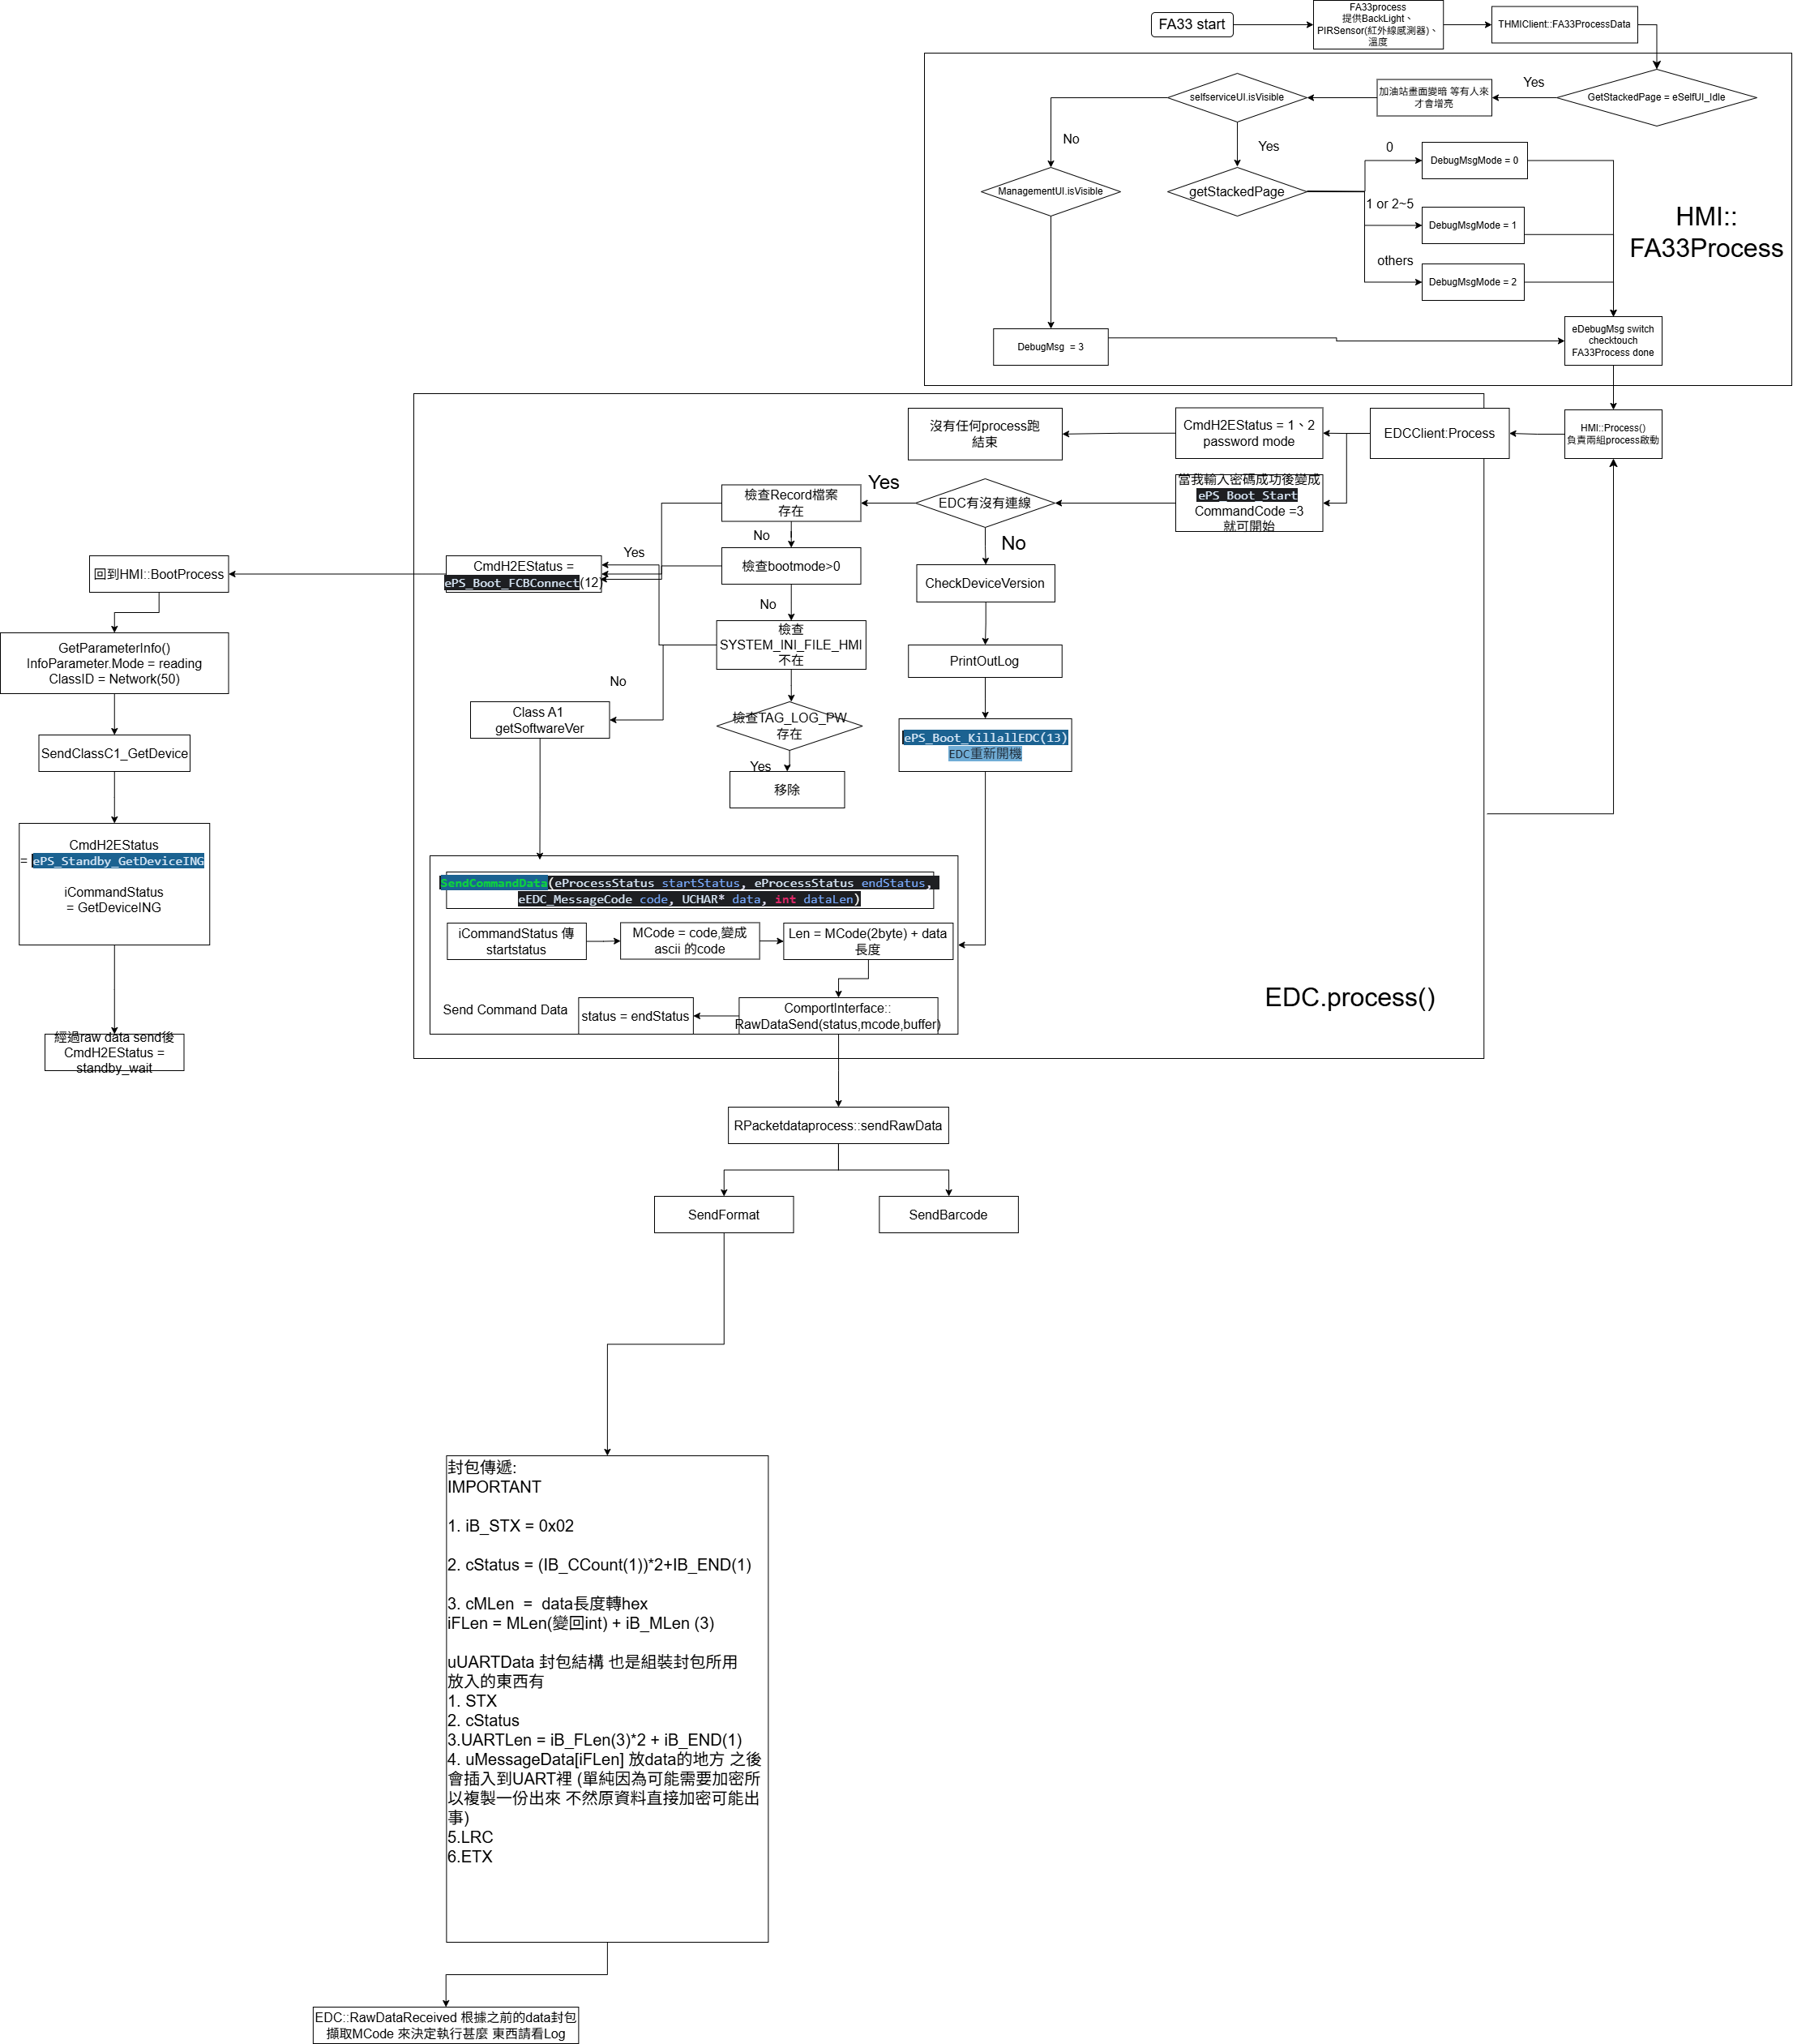 FA33 start
FA33process
提供BackLight、
PIRSensor(紅外線感測器)、
溫度
THMIClient::FA33ProcessData
GetStackedPage = eSelfUI_Idle
Yes
加油站畫面變暗 等有人來
才會增亮
selfserviceUI.isVisible
No
Yes
ManagementUI.isVisible
getStackedPage
0
DebugMsgMode = 0
1 or 2~5
DebugMsgMode = 1
others
DebugMsgMode = 2
HMI::
FA33Process
DebugMsg  = 3
eDebugMsg switch
checktouch
FA33Process done
HMI::Process()
負責兩組process啟動
EDCClient:Process
CmdH2EStatus = 1、2
password mode
沒有任何process跑
結束
當我輸入密碼成功後變成
ePS_Boot_Start
CommandCode =3
就可開始
EDC有沒有連線
Yes
No
檢查Record檔案
存在
No
檢查bootmode>0
No
檢查
SYSTEM_INI_FILE_HMI
不在
檢查TAG_LOG_PW
存在
Yes
移除
CheckDeviceVersion
PrintOutLog
ePS_Boot_KillallEDC(13)
EDC重新開機
Yes
CmdH2EStatus =
ePS_Boot_FCBConnect(12)
No
Class A1
getSoftwareVer
回到HMI::BootProcess
GetParameterInfo()
InfoParameter.Mode = reading
ClassID = Network(50)
SendClassC1_GetDevice
CmdH2EStatus
= ePS_Standby_GetDeviceING
iCommandStatus
= GetDeviceING
經過raw data send後
CmdH2EStatus =
standby_wait
SendCommandData(eProcessStatus startStatus, eProcessStatus endStatus,
eEDC_MessageCode code, UCHAR* data, int dataLen)
iCommandStatus 傳
startstatus
MCode = code,變成
ascii 的code
Len = MCode(2byte) + data
長度
Send Command Data
status = endStatus
ComportInterface::
RawDataSend(status,mcode,buffer)
EDC.process()
RPacketdataprocess::sendRawData
SendFormat
SendBarcode
封包傳遞:
IMPORTANT
1. iB_STX = 0x02
2. cStatus = (IB_CCount(1))*2+IB_END(1)
3. cMLen  =  data長度轉hex
iFLen = MLen(變回int) + iB_MLen (3)
uUARTData 封包結構 也是組裝封包所用
放入的東西有
1. STX
2. cStatus
3.UARTLen = iB_FLen(3)*2 + iB_END(1)
4. uMessageData[iFLen] 放data的地方 之後
會插入到UART裡 (單純因為可能需要加密所
以複製一份出來 不然原資料直接加密可能出
事)
5.LRC
6.ETX
EDC::RawDataReceived 根據之前的data封包
擷取MCode 來決定執行甚麼 東西請看Log